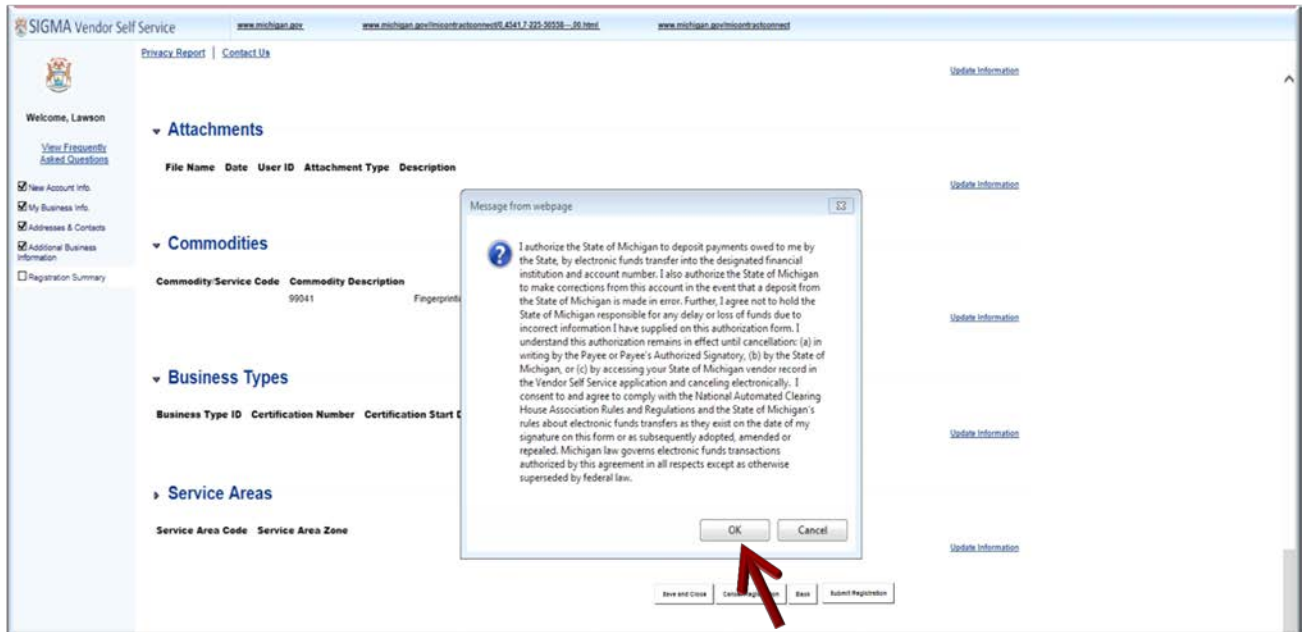 SIGMA Vendor Self Service
www.michigan.gov
www.michigan.gov/micontractconnect
Privacy Report | Contact Us
Update Information
Welcome, Lawson
View Frequently
Asked Questions
New Account Info.
My Business Info.
Addresses & Contacts
Additional Business
Information
Registration Summary
Attachments
File Name Date User ID Attachment Type Description
Update Information
Commodities
Commodity/Service Code Commodity Description
99041 Fingerprinti
Update Information
Business Types
Business Type ID Certification Number Certification Start D
Update Information
Service Areas
Service Area Code Service Area Zone
Update Information
Message from webpage
I authorize the State of Michigan to deposit payments owed to me by
the State, by electronic funds transfer into the designated financial
institution and account number. I also authorize the State of Michigan
to make corrections from this account in the event that a deposit from
the State of Michigan is made in error. Further, I agree not to hold the
State of Michigan responsible for any delay or loss of funds due to
incorrect information I have supplied on this authorization form. I
understand this authorization remains in effect until cancellation: (a) in
writing by the Payee or Payee's Authorized Signatory, (b) by the State of
Michigan, or (c) by accessing your State of Michigan vendor record in
the Vendor Self Service application and canceling electronically. I
consent to and agree to comply with the National Automated Clearing
House Association Rules and Regulations and the State of Michigan's
rules about electronic funds transfers as they exist on the date of my
signature on this form or as subsequently adopted, amended or
repealed. Michigan law governs electronic funds transactions
authorized by this agreement in all respects except as otherwise
superseded by federal law.
OK Cancel
Save and Close Back Submit Registration